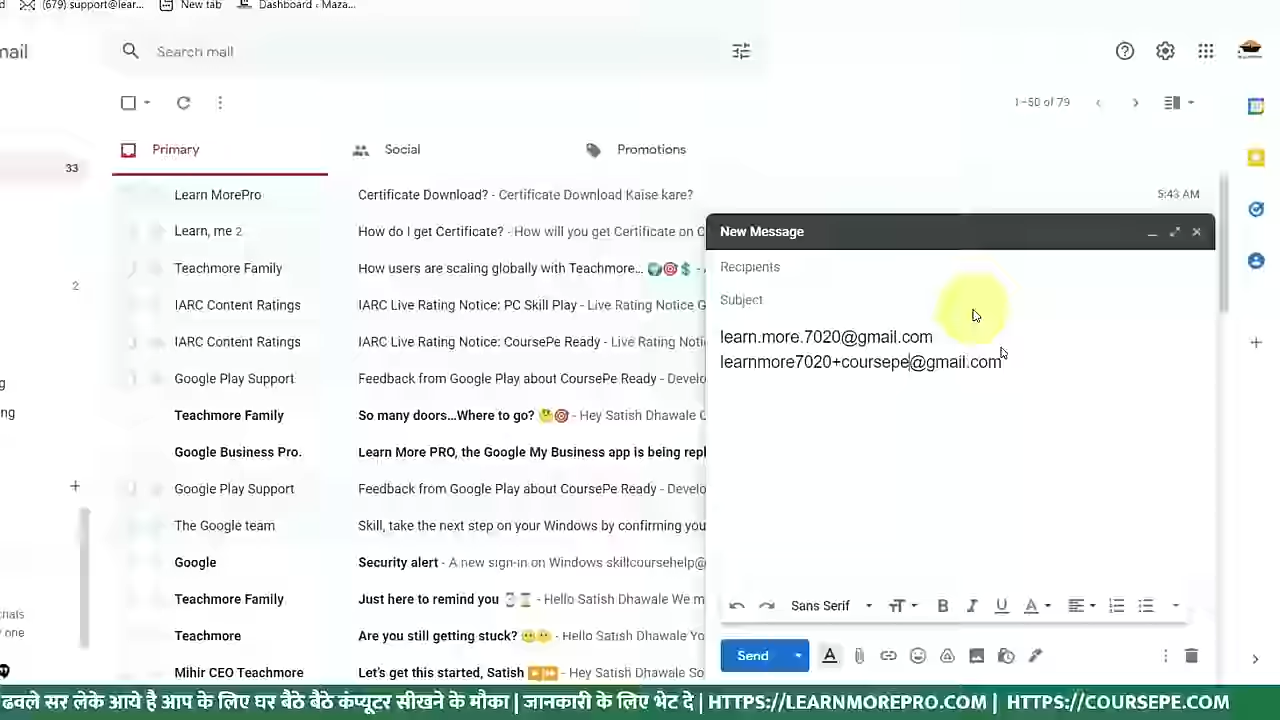 (679) support@lear...
New tab
Dashboard - Maza...
mail
Search mail
1–50 of 79
33
Primary
Social
Promotions
Learn MorePro
Certificate Download? - Certificate Download Kaise kare?
5:43 AM
Learn, me 2
How do I get Certificate? - How will you get Certificate on C
2
Teachmore Family
How users are scaling globally with Teachmore... 🌍🎯💲 -
IARC Content Ratings
IARC Live Rating Notice: PC Skill Play - Live Rating Notice G
IARC Content Ratings
IARC Live Rating Notice: CoursePe Ready - Live Rating Notic
Google Play Support
Feedback from Google Play about CoursePe Ready - Develo
Teachmore Family
So many doors...Where to go? 🤔🎯 - Hey Satish Dhawale C
ng
Google Business Pro.
Learn More PRO, the Google My Business app is being repl
Google Play Support
Feedback from Google Play about CoursePe Ready - Develo
The Google team
Skill, take the next step on your Windows by confirming you
Google
Security alert - A new sign-in on Windows skillcoursehelp@
Teachmore Family
Just here to remind you ⏳⌛ - Hello Satish Dhawale We m
Teachmore
Are you still getting stuck? 😶😶 - Hello Satish Dhawale Yo
Mihir CEO Teachmore
Let's get this started, Satish ▶️▶️ - Hey Satish Dhawale So
New Message
Recipients
Subject
learn.more.7020@gmail.com
learnmore7020+coursepe@gmail.com
Sans Serif
Send
ढवले सर लेके आये है आप के लिए घर बैठे बैठे कंप्यूटर सीखने के मौका | जानकारी के लिए भेट दे | HTTPS://LEARNMOREPRO.COM | HTTPS://COURSEPE.COM